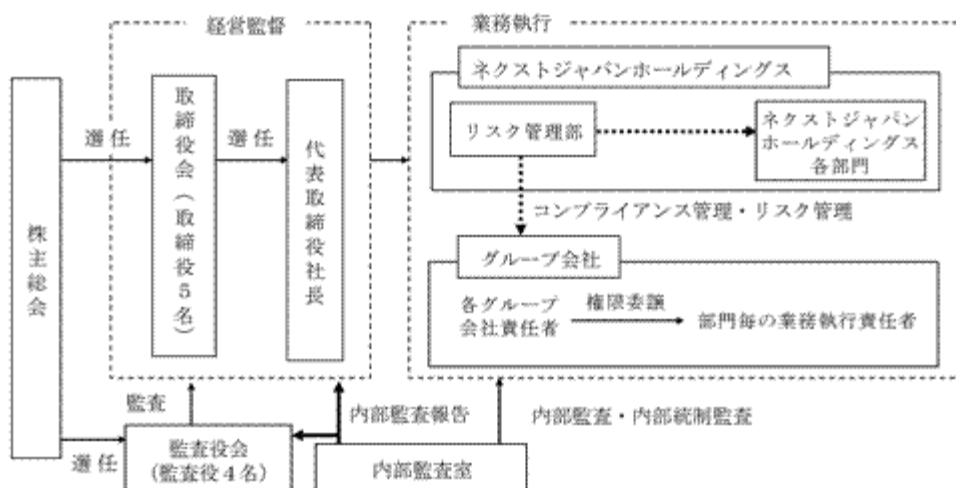 経営監督
業務執行
株主総会
選任
取締役会(取締役5名)
選任
代表取締役社長
ネクストジャパンホールディングス
リスク管理部
ネクストジャパン
ホールディングス
各部門
コンプライアンス管理・リスク管理
グループ会社
各グループ
会社責任者
権限委譲
部門毎の業務執行責任者
監査
内部監査報告
内部監査・内部統制監査
選任
監査役会
(監査役4名)
内部監査室